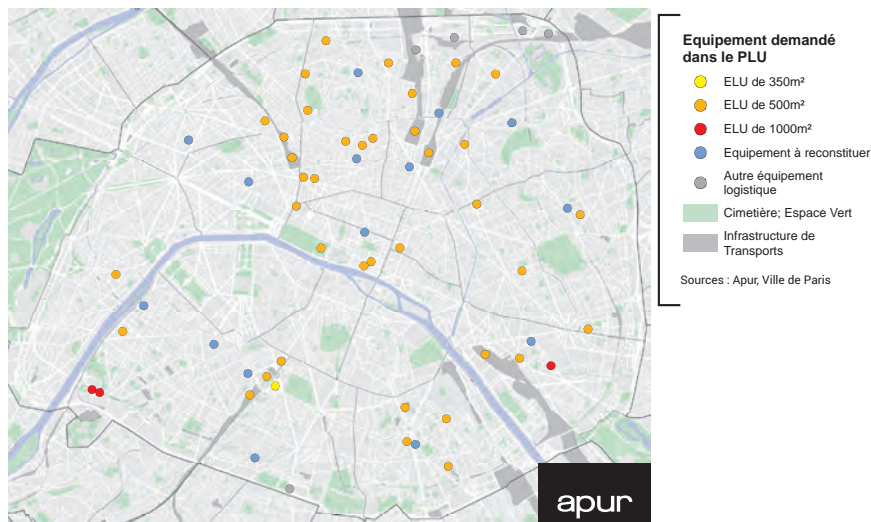 Equipement demandé
dans le PLU
ELU de 350m²
ELU de 500m²
ELU de 1000m²
Equipement à reconstituer
Autre équipement
logistique
Cimetière; Espace Vert
Infrastructure de
Transports
Sources : Apur, Ville de Paris
apur